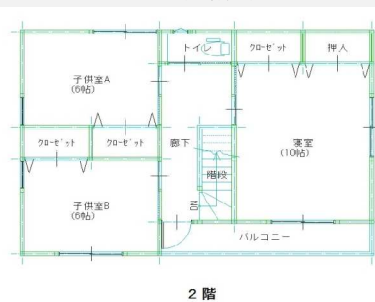 トイレ
クローゼット
押入
子供室A
(6帖)
クローゼット
クローゼット
廊下
寝室
(10帖)
階段
子供室B
(6帖)
DN
バルコニー
2階